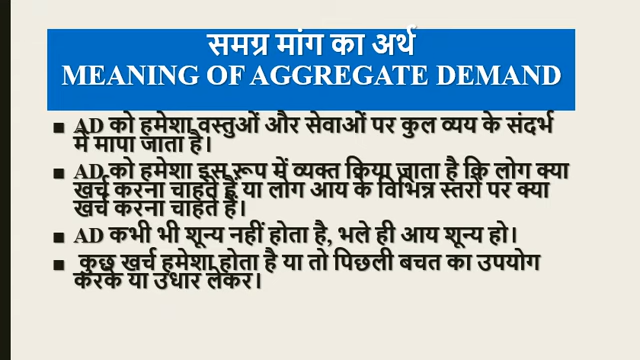 समग्र मांग का अर्थ
MEANING OF AGGREGATE DEMAND
▪ AD को हमेशा वस्तुओं और सेवाओं पर कुल व्यय के संदर्भ
में मापा जाता है।
▪ AD को हमेशा इस रूप में व्यक्त किया जाता है कि लोग क्या
खर्च करना चाहते हैं या लोग आय के विभिन्न स्तरों पर क्या
खर्च करना चाहते हैं।
▪ AD कभी भी शून्य नहीं होता है, भले ही आय शून्य हो।
▪ कुछ खर्च हमेशा होता है या तो पिछली बचत का उपयोग
करके या उधार लेकर।